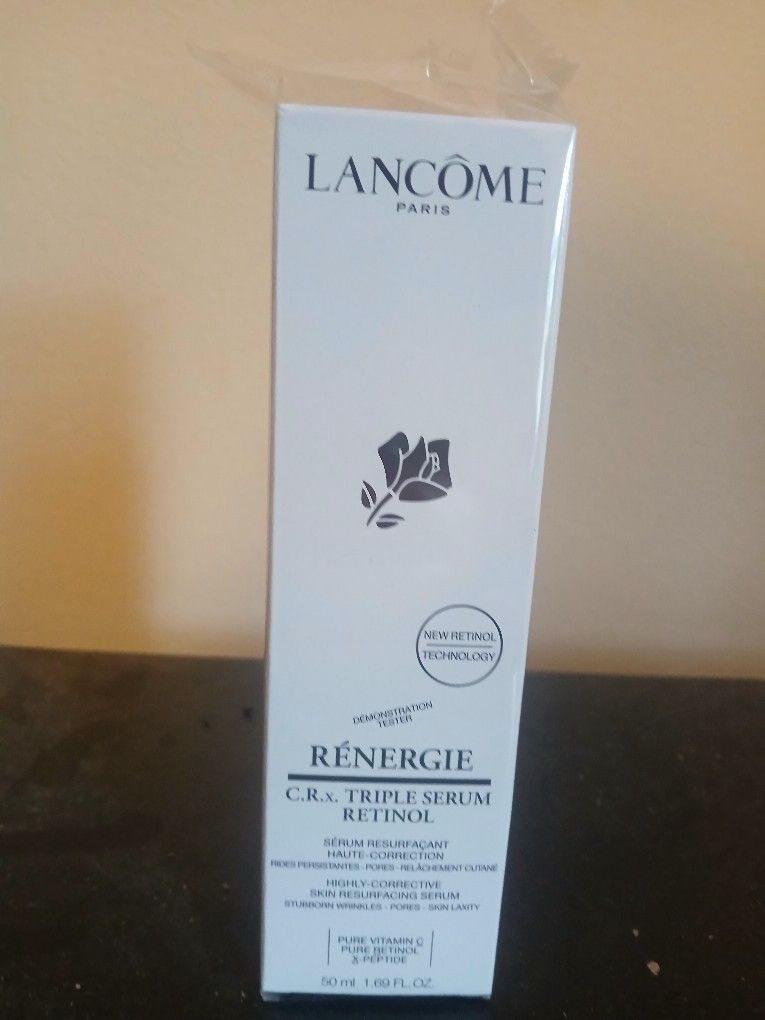 LANCÔME
PARIS
NEW RETINOL
TECHNOLOGY
DÉMONSTRATION
TESTER
RÉNERGIE
C.R.x. TRIPLE SERUM
RETINOL
SÉRUM RESURFAÇANT
HAUTE-CORRECTION
RIDES PERSISTANTES - PORES - RELÂCHEMENT CUTANÉ
HIGHLY-CORRECTIVE
SKIN RESURFACING SERUM
STUBBORN WRINKLES - PORES - SKIN LAXITY
PURE VITAMIN C
PURE RETINOL
X-PEPTIDE
50 ml 1.69 FL.OZ.